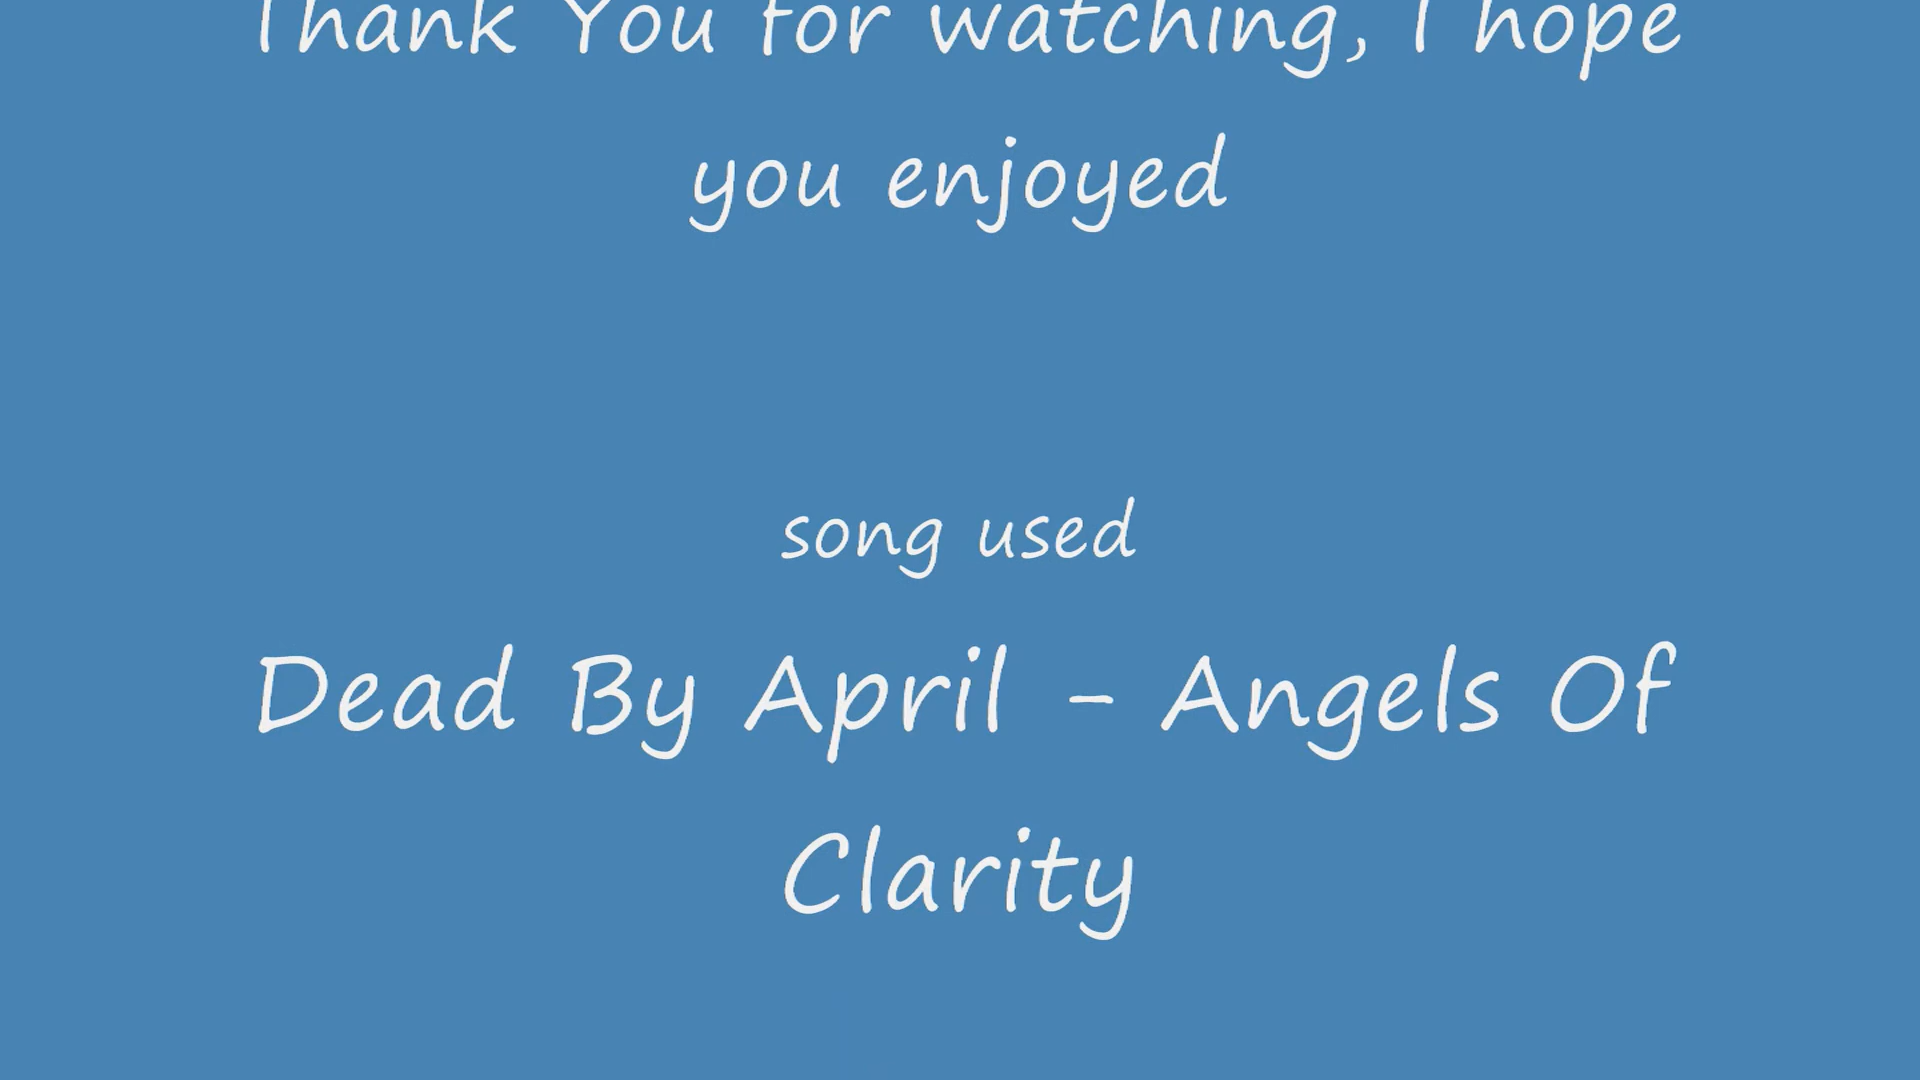 Thank You for watching, I hope
you enjoyed
song used
Dead By April - Angels Of
Clarity